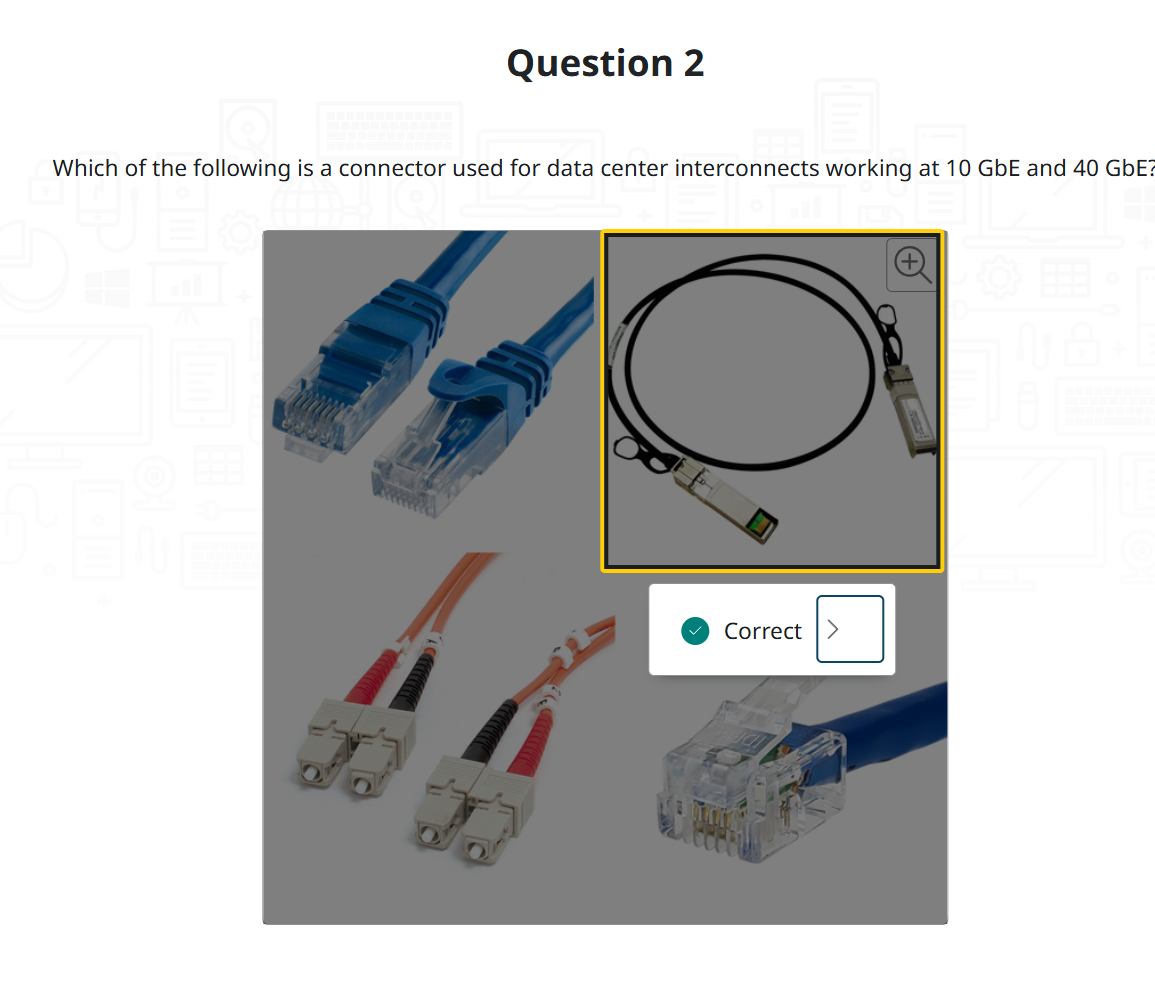 Question 2
Which of the following is a connector used for data center interconnects working at 10 GbE and 40 GbE?
Correct